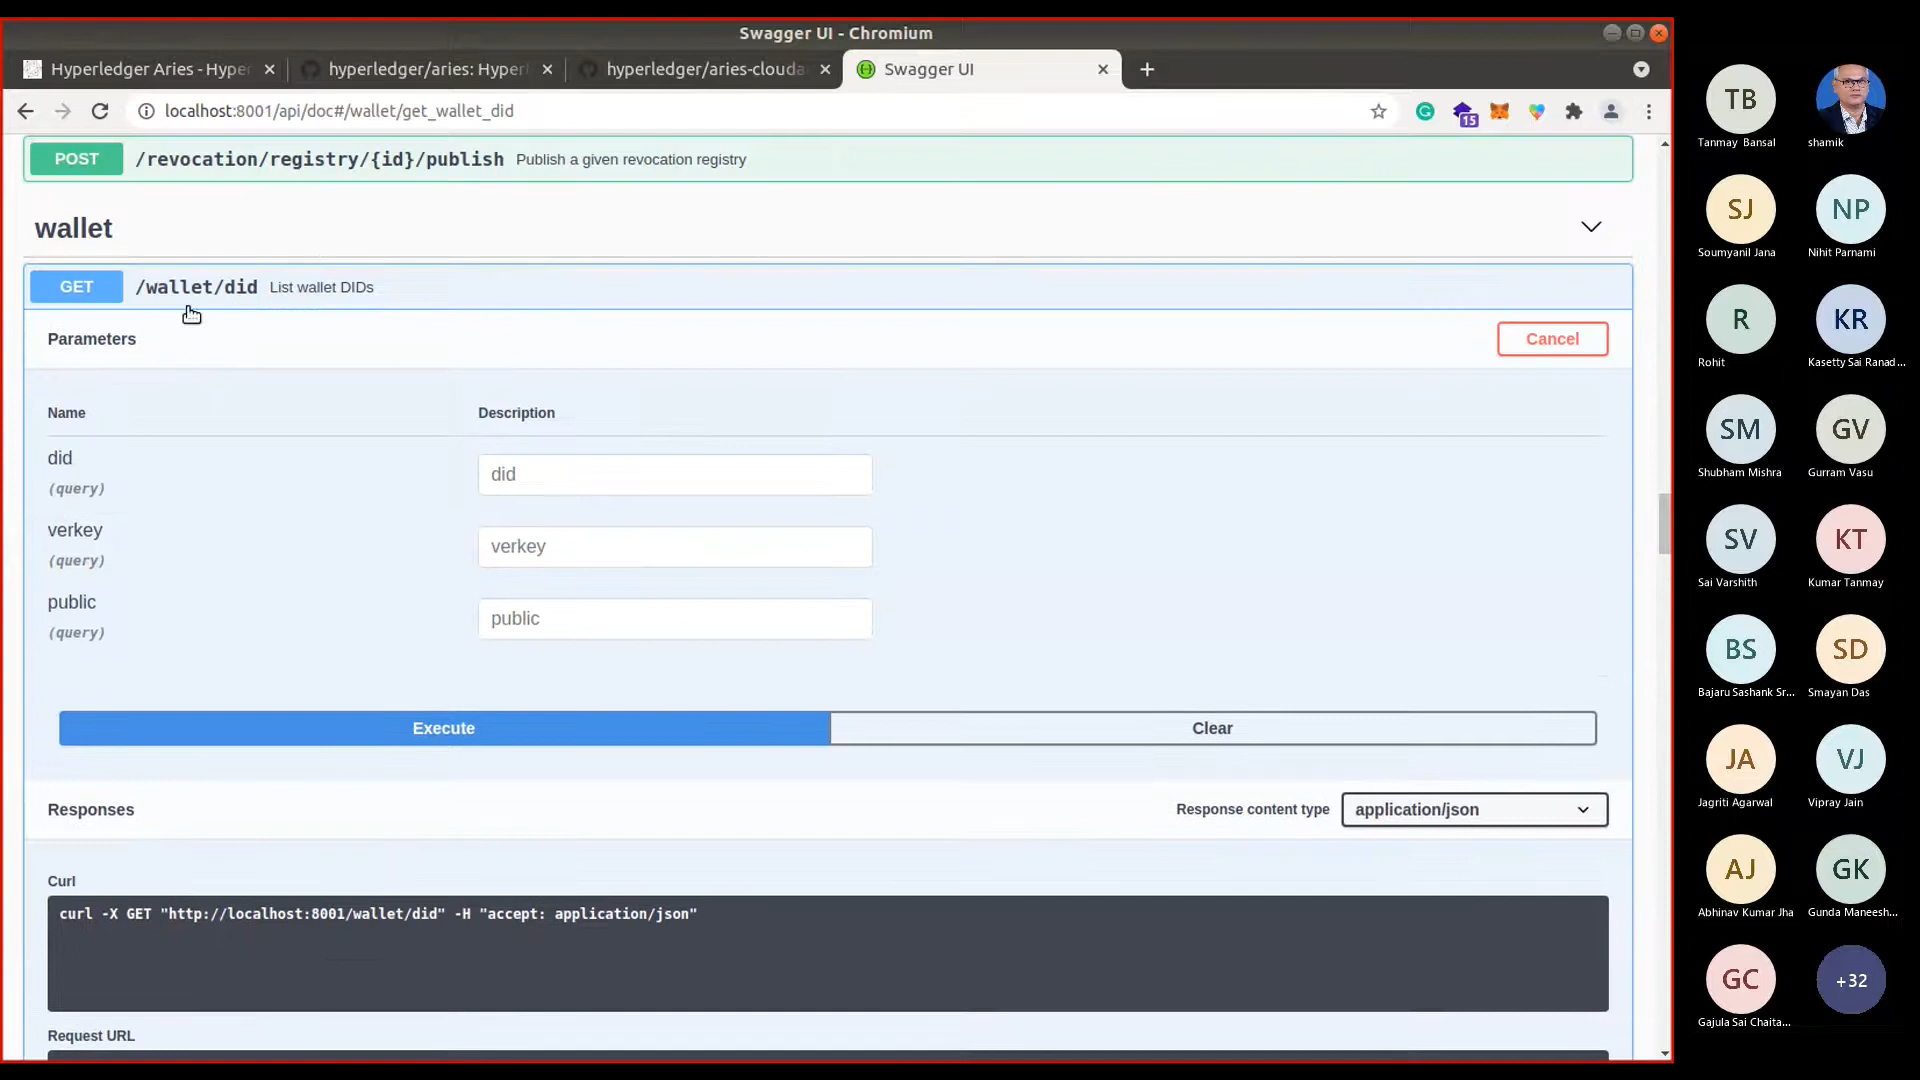 Swagger UI - Chromium
Hyperledger Aries - Hyper
hyperledger/aries: Hyperl
hyperledger/aries-clouda
Swagger UI
localhost:8001/api/doc#/wallet/get_wallet_did
15
POST /revocation/registry/{id}/publish Publish a given revocation registry
wallet
GET /wallet/did List wallet DIDs
Parameters
Cancel
Name Description
did
(query)
did
verkey
(query)
verkey
public
(query)
public
Execute
Clear
Responses
Response content type
application/json
Curl
curl -X GET "http://localhost:8001/wallet/did" -H "accept: application/json"
Request URL
TB
Tanmay Bansal
shamik
SJ
Soumyanil Jana
NP
Nihit Parnami
R
Rohit
KR
Kasetty Sai Ranad...
SM
Shubham Mishra
GV
Gurram Vasu
SV
Sai Varshith
KT
Kumar Tanmay
BS
Bajaru Sashank Sr...
SD
Smayan Das
JA
Jagriti Agarwal
VJ
Vipray Jain
AJ
Abhinav Kumar Jha
GK
Gunda Maneesh...
GC
Gajula Sai Chaita...
+32